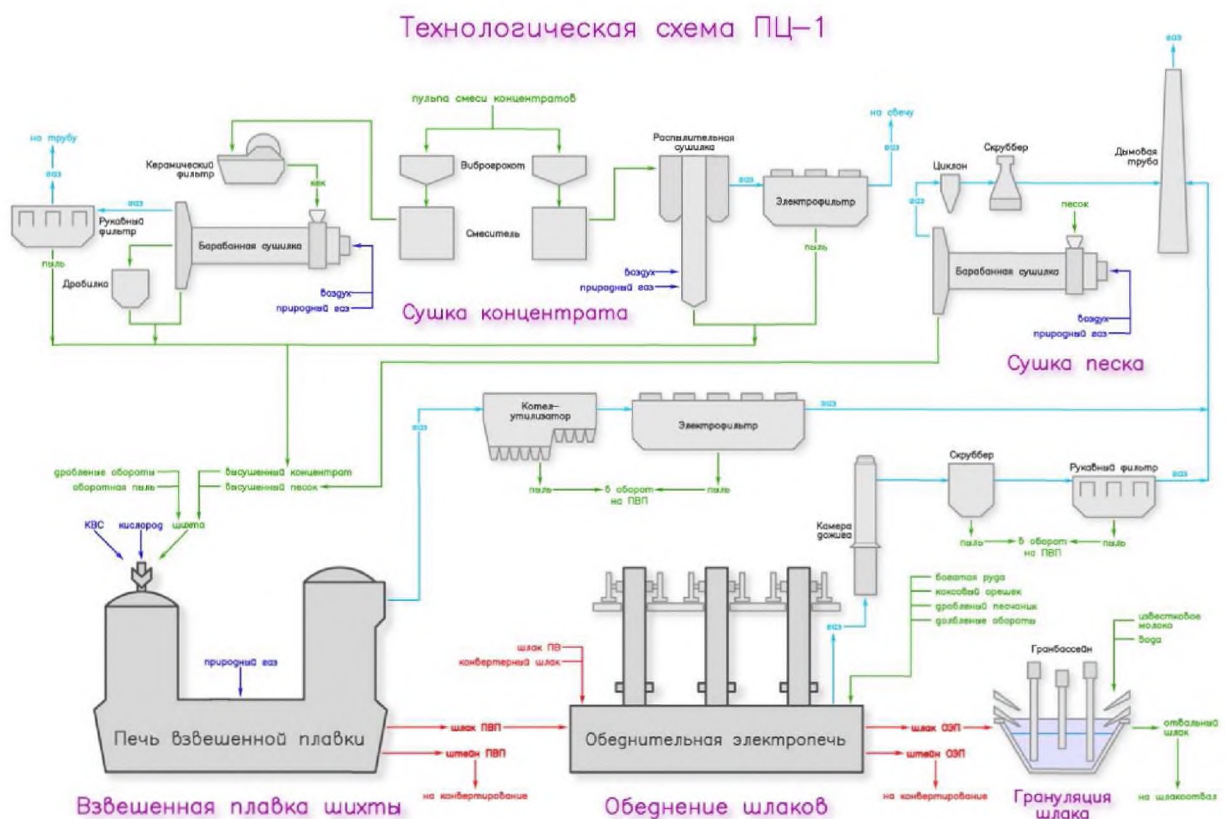 Технологическая схема ПЦ-1
газ
пульпа смеси концентратов
на трубу
газ
Керамический
фильтр
кек
Виброгрохот
Распылительная
сушилка
на свечу
газ
Электрофильтр
Циклон
Скруббер
Дымовая
труба
газ
газ
Рукавный
фильтр
пыль
Барабанная сушилка
Смеситель
пыль
песок
Барабанная сушилка
Дробилка
воздух
природный газ
воздух
природный газ
воздух
природный газ
Сушка концентрата
Сушка песка
газ
Котел-
утилизатор
газ
Электрофильтр
газ
дробленые обороты
оборотная пыль
высушенный концентрат
высушенный песок
пыль
в оборот
на ПВП
пыль
Скруббер
Рукавный фильтр
газ
КВС
кислород
шихта
Камера
дожига
пыль
в оборот
на ПВП
пыль
богатая руда
коксовый орешек
дробленый песчаник
долбленые обороты
газ
известковое
молоко
вода
природный газ
шлак ПВ
конвертерный шлак
Гранбассейн
Печь взвешенной плавки
шлак ПВП
штейн ПВП
на конвертирование
Обеднительная электропечь
шлак ОЭП
штейн ОЭП
на конвертирование
отвальный
шлак
на шлакоотвал
Взвешенная плавка шихты
Обеднение шлаков
Грануляция
шлака